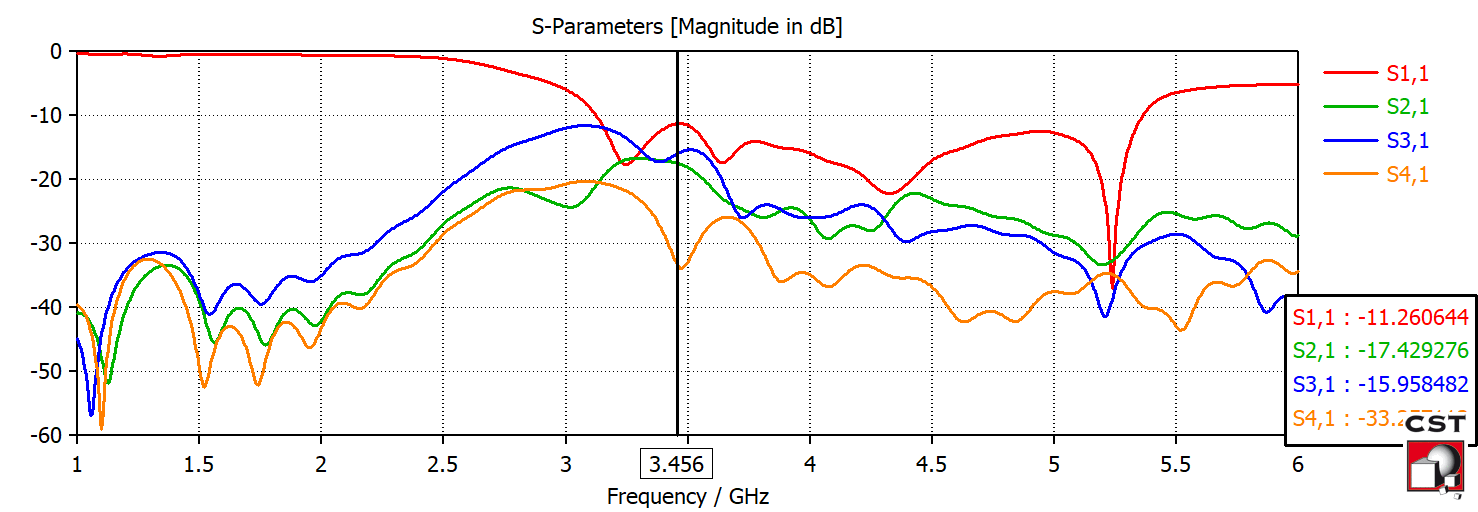 S-Parameters [Magnitude in dB]
0
-10
-20
-30
-40
-50
-60
1
1.5
2
2.5
3
3.456
4
4.5
5
5.5
6
Frequency / GHz
S1,1
S2,1
S3,1
S4,1
S1,1 : -11.260644
S2,1 : -17.429276
S3,1 : -15.958482
S4,1 :
CST